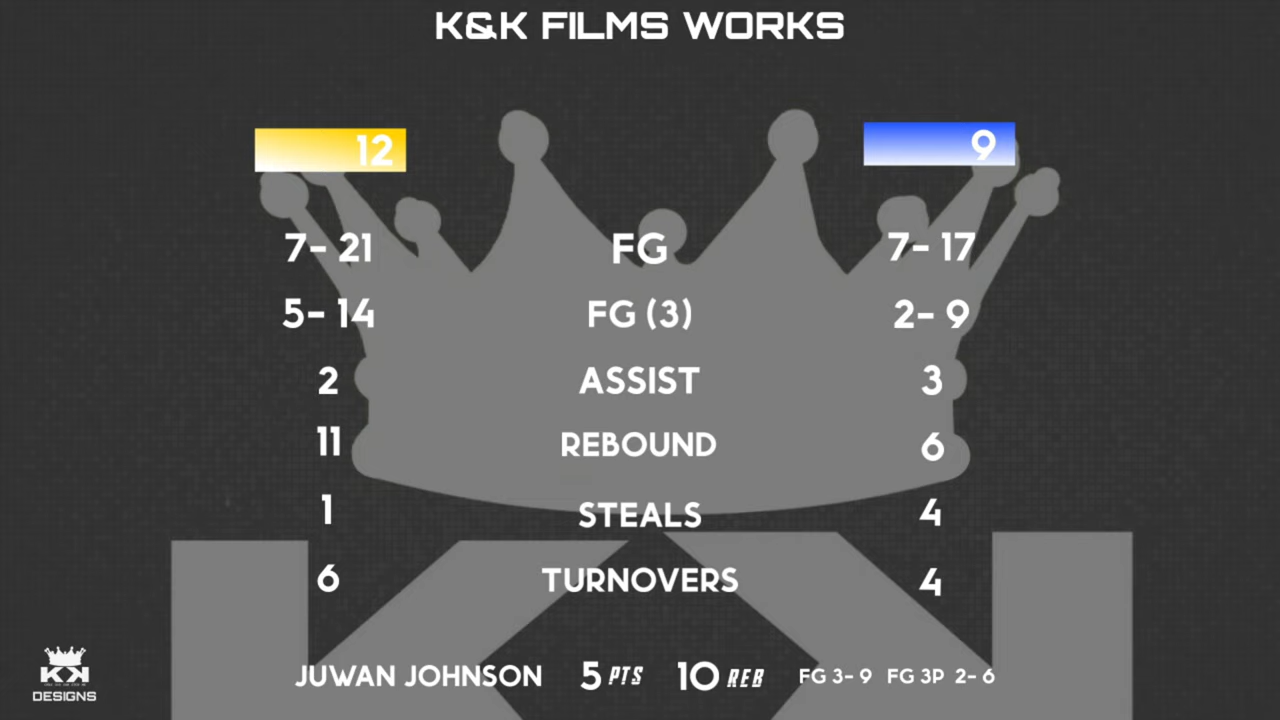 K&K FILMS WORKS
12 9
7- 21 FG 7- 17
5- 14 FG (3) 2- 9
2 ASSIST 3
11 REBOUND 6
1 STEALS 4
6 TURNOVERS 4
JUWAN JOHNSON 5 PTS 10 REB FG 3- 9 FG 3P 2- 6
KK
DESIGNS